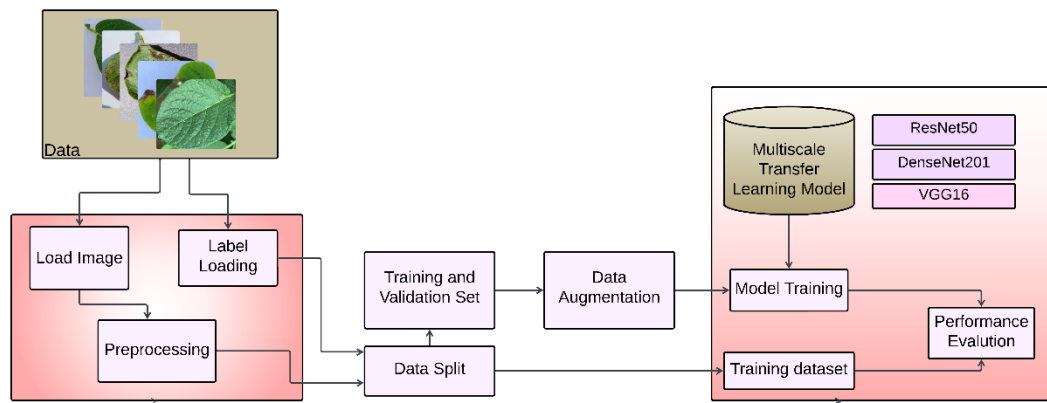 Data
Load Image
Label
Loading
Preprocessing
Training and
Validation Set
Data Split
Data
Augmentation
Multiscale
Transfer
Learning Model
ResNet50
DenseNet201
VGG16
Model Training
Training dataset
Performance
Evalution